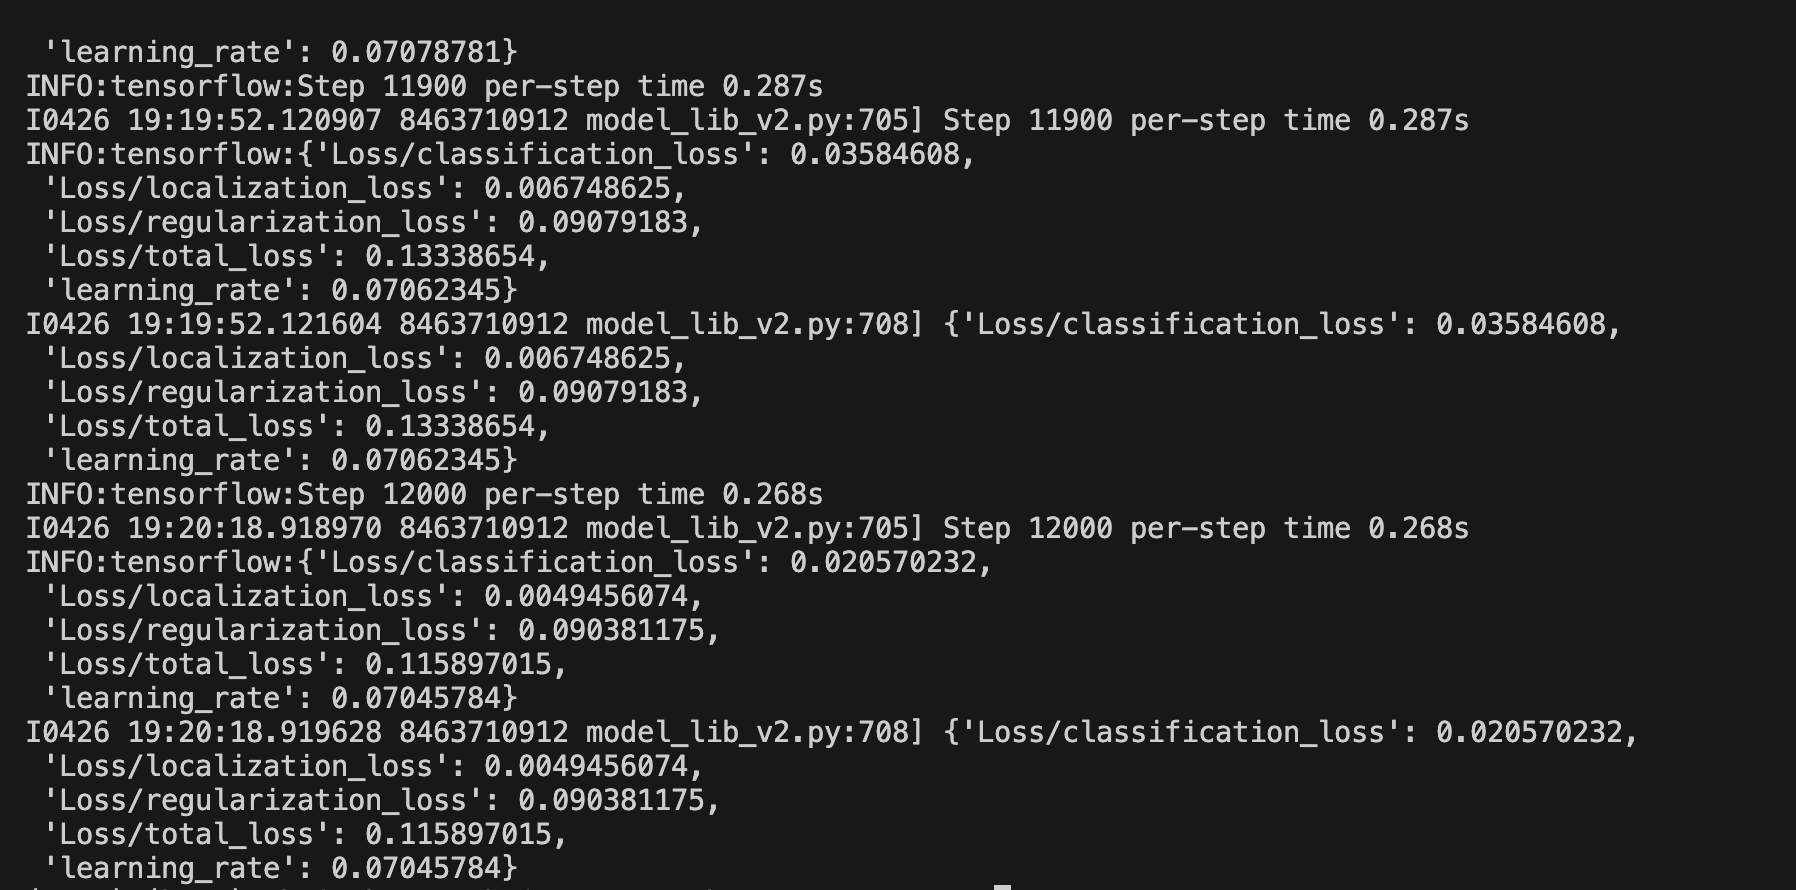 'learning_rate': 0.07078781}
INFO:tensorflow:Step 11900 per-step time 0.287s
I0426 19:19:52.120907 8463710912 model_lib_v2.py:705] Step 11900 per-step time 0.287s
INFO:tensorflow:{'Loss/classification_loss': 0.03584608,
 'Loss/localization_loss': 0.006748625,
 'Loss/regularization_loss': 0.09079183,
 'Loss/total_loss': 0.13338654,
 'learning_rate': 0.07062345}
I0426 19:19:52.121604 8463710912 model_lib_v2.py:708] {'Loss/classification_loss': 0.03584608,
 'Loss/localization_loss': 0.006748625,
 'Loss/regularization_loss': 0.09079183,
 'Loss/total_loss': 0.13338654,
 'learning_rate': 0.07062345}
INFO:tensorflow:Step 12000 per-step time 0.268s
I0426 19:20:18.918970 8463710912 model_lib_v2.py:705] Step 12000 per-step time 0.268s
INFO:tensorflow:{'Loss/classification_loss': 0.020570232,
 'Loss/localization_loss': 0.0049456074,
 'Loss/regularization_loss': 0.090381175,
 'Loss/total_loss': 0.115897015,
 'learning_rate': 0.07045784}
I0426 19:20:18.919628 8463710912 model_lib_v2.py:708] {'Loss/classification_loss': 0.020570232,
 'Loss/localization_loss': 0.0049456074,
 'Loss/regularization_loss': 0.090381175,
 'Loss/total_loss': 0.115897015,
 'learning_rate': 0.07045784}